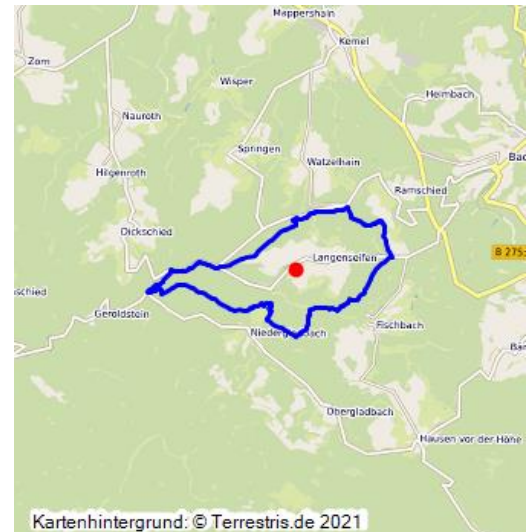 Mappershain
Kemel
Zorn
Wisper
Heimbach
Nauroth
Springen
Watzelhain
Bad
Hilgenroth
Ramschied
Dickschied
Langenseifen
B 275;
schied
Geroldstein
Fischbach
Niedergladbach
Bär
Obergladbach
Hausen vor der Höhe
Kartenhintergrund: © Terrestris.de 2021